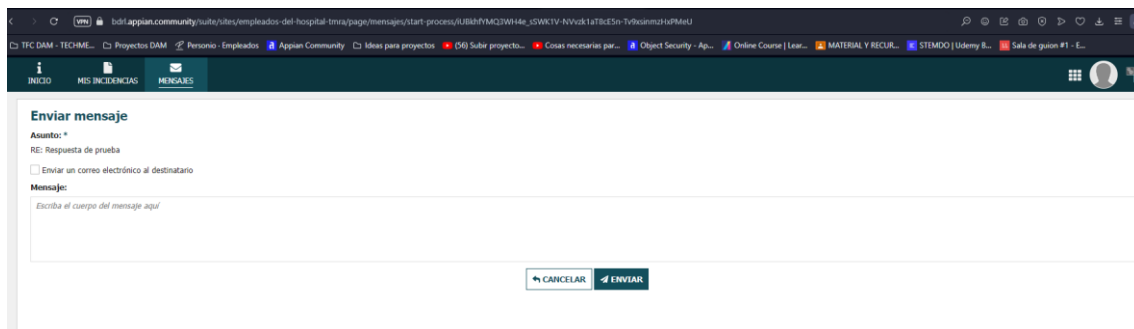 VPN bdrl.appian.community/suite/sites/empleados-del-hospital-tmra/page/mensajes/start-process/iU8khfYMQ3WH4e_sSWK1V-NVvzk1aT8cE5n-Tv9xsinmzHxPMeU
TFC DAM - TECHME... Proyectos DAM Personio - Empleados Appian Community Ideas para proyectos (56) Subir proyecto... Cosas necesarias par... Object Security - Ap... Online Course | Lear... MATERIAL Y RECUR... STEMDO | Udemy B... Sala de guion #1 - E...
INICIO MIS INCIDENCIAS MENSAJES
Enviar mensaje
Asunto: *
RE: Respuesta de prueba
Enviar un correo electrónico al destinatario
Mensaje:
Escriba el cuerpo del mensaje aquí
CANCELAR ENVIAR